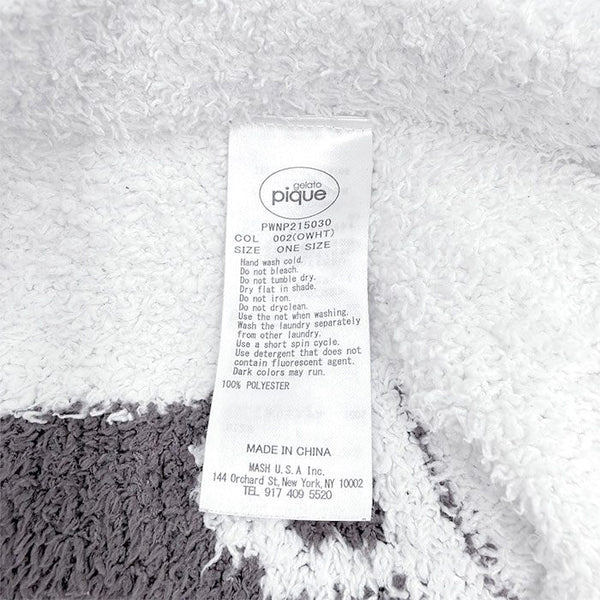 gelato
pique
PWNP215030
COL 002(OWHT)
SIZE ONE SIZE
Hand wash cold.
Do not bleach.
Do not tumble dry.
Dry flat in shade.
Do not iron.
Do not dryclean.
Use the net when washing.
Wash the laundry separately
from other laundry.
Use a short spin cycle.
Use detergent that does not
contain fluorescent agent.
Dark colors may run.
100% POLYESTER
MADE IN CHINA
MASH U.S.A Inc.
144 Orchard St, New York, NY 10002
TEL 917 409 5520